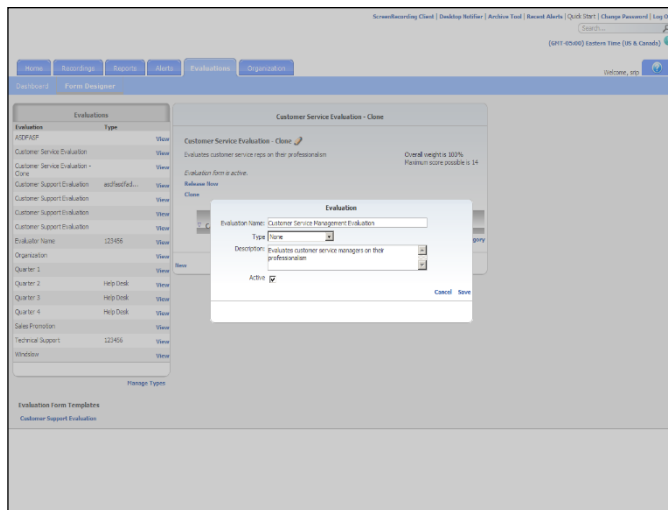 ScreenRecording Client | Desktop Notifier | Archive Tool | Recent Alerts | Quick Start | Change Password | Log O
Search...
(GMT-05:00) Eastern Time (US & Canada)
Home Recordings Reports Alerts Evaluations Organization
Welcome,
Dashboard Form Designer
Evaluations
Evaluation Type
ASDFASF View
Customer Service Evaluation View
Customer Service Evaluation - Clone View
Customer Support Evaluation View
Customer Support Evaluation View
Customer Support Evaluation View
Customer Support Evaluation View
Evaluator Name 123456 View
Organization View
Quarter 1 View
Quarter 2 Help Desk View
Quarter 3 Help Desk View
Quarter 4 Help Desk View
Sales Promotion View
Technical Support 123456 View
Windslow View
Manage Types
Evaluation Form Templates
Customer Support Evaluation
Customer Service Evaluation - Clone
Customer Service Evaluation - Clone
Evaluates customer service reps on their professionalism
Overall weight is 100%
Maximum score possible is 14
Evaluation form is active.
Release Now
Clone
New
gory
Evaluation
Evaluation Name: Customer Service Management Evaluation
Type None
Description: Evaluates customer service managers on their
professionalism
Active
Cancel Save